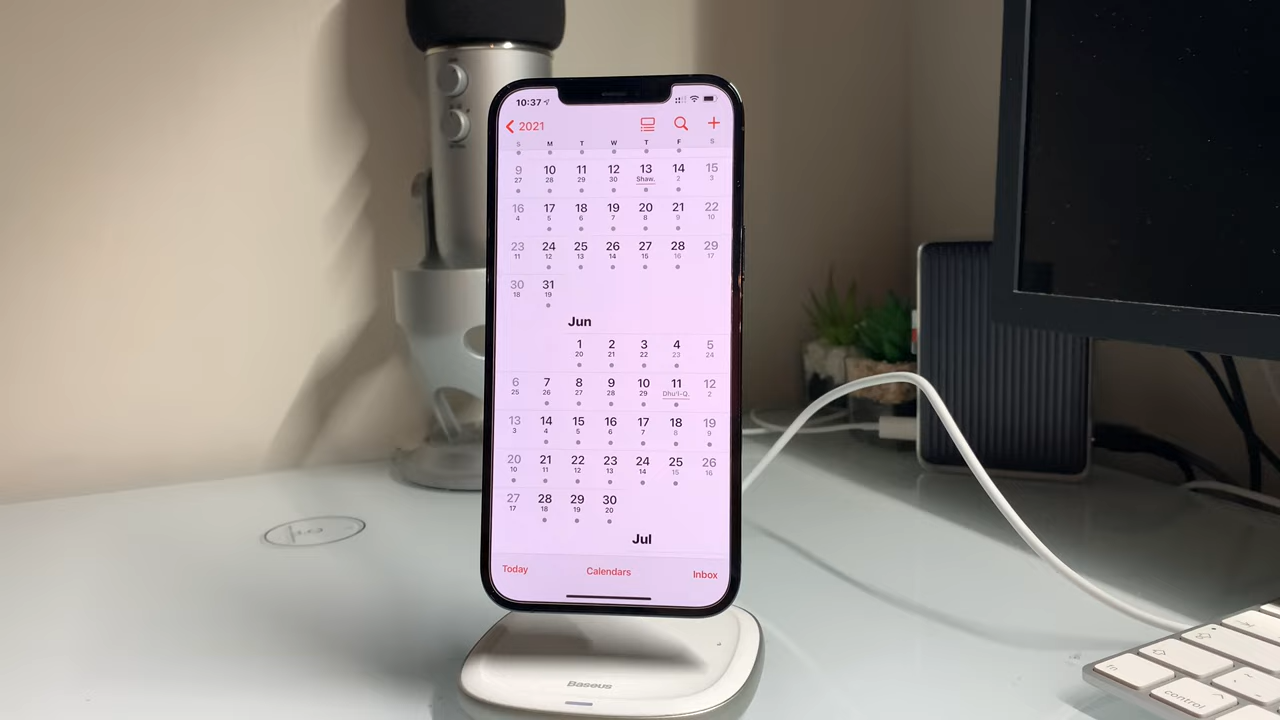 10:37
2021
S M T W T F S
9 10 11 12 13 14 15
27 28 29 30 Shaw. 2 3
16 17 18 19 20 21 22
4 5 6 7 8 9 10
23 24 25 26 27 28 29
11 12 13 14 15 16 17
30 31
18 19
Jun
1 2 3 4 5
20 21 22 23 24
6 7 8 9 10 11 12
25 26 27 28 29 Dhuʻl-Q. 2
13 14 15 16 17 18 19
3 4 5 6 7 8 9
20 21 22 23 24 25 26
10 11 12 13 14 15 16
27 28 29 30
17 18 19 20
Jul
Today Calendars Inbox
Baseus
fn
control